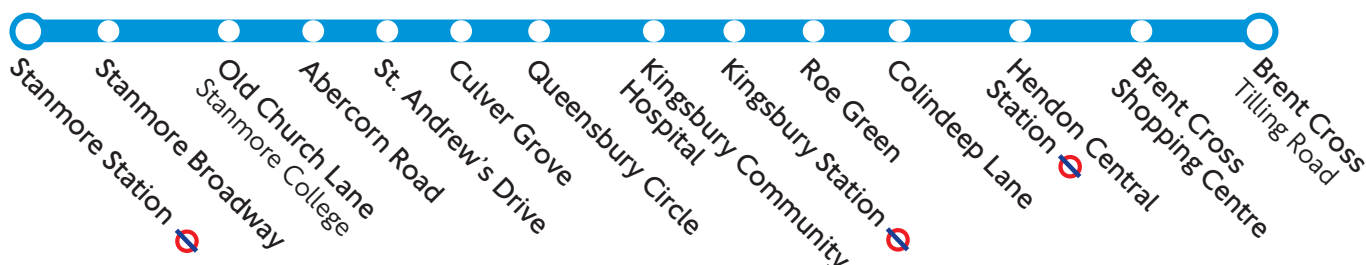 Stanmore Station
Stanmore Broadway
Old Church Lane
Stanmore College
Abercorn Road
St. Andrew's Drive
Culver Grove
Queensbury Circle
Kingsbury Community
Hospital
Kingsbury Station
Roe Green
Colindeep Lane
Hendon Central
Station
Brent Cross
Shopping Centre
Brent Cross
Tilling Road